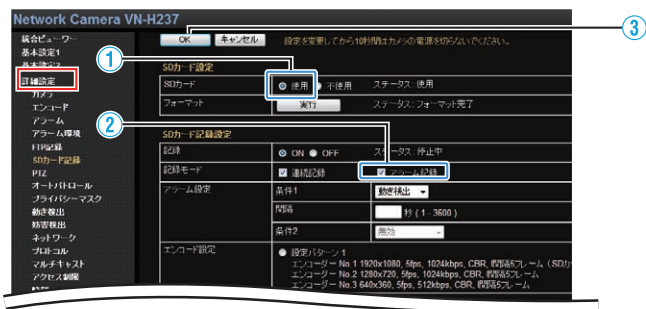 Network Camera VN-H237
③
統合ビューワー
OK キャンセル 設定を変更してから10秒間はカメラの電源を切らないでください。
基本設定1
①
基本設定2
SDカード設定
詳細設定
SDカード 使用 不使用 ステータス: 使用
カメラ
フォーマット 実行 ステータス: フォーマット完了
エンコード
アラーム
②
アラーム環境
SDカード記録設定
FTP記録
記録 ON OFF ステータス: 停止中
SDカード記録
記録モード 連続記録 アラーム記録
PTZ
オートパトロール
アラーム設定 条件1 動き検出
プライバシーマスク
間隔 秒 ( 1 - 3600 )
動き検出
妨害検出
条件2 無効
ネットワーク
エンコード設定 設定パターン 1
プロトコル
エンコーダー No.1 1920x1080, 5fps, 1024kbps, CBR, I間隔5フレーム (SDカ
マルチキャスト
エンコーダー No.2 1280x720, 5fps, 1024kbps, CBR, I間隔5フレーム
アクセス制限
エンコーダー No.3 640x360, 5fps, 512kbps, CBR, I間隔5フレーム